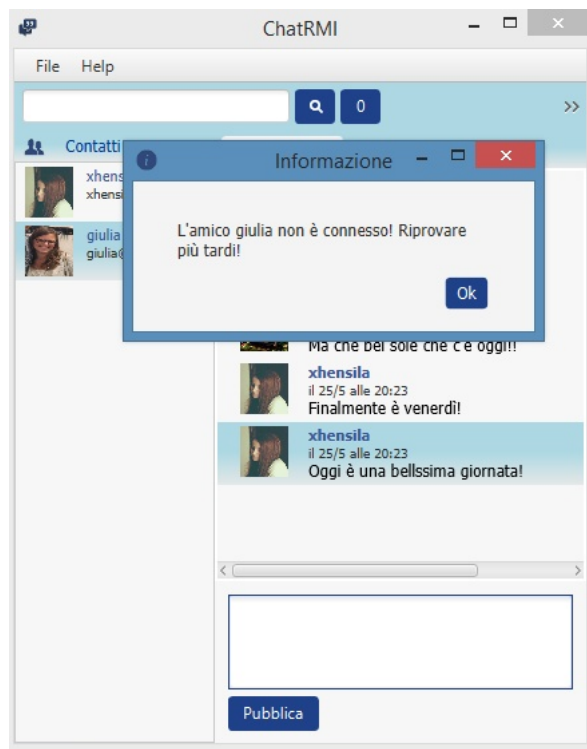 ChatRMI
File Help
0
>>
Contatti
Informazione
L'amico giulia non è connesso! Riprovare
più tardi!
Ok
xhens
xhensi
giulia
giulia@
Ma che bel sole che c'è oggi!!
xhensila
il 25/5 alle 20:23
Finalmente è venerdì!
xhensila
il 25/5 alle 20:23
Oggi è una bellssima giornata!
Pubblica